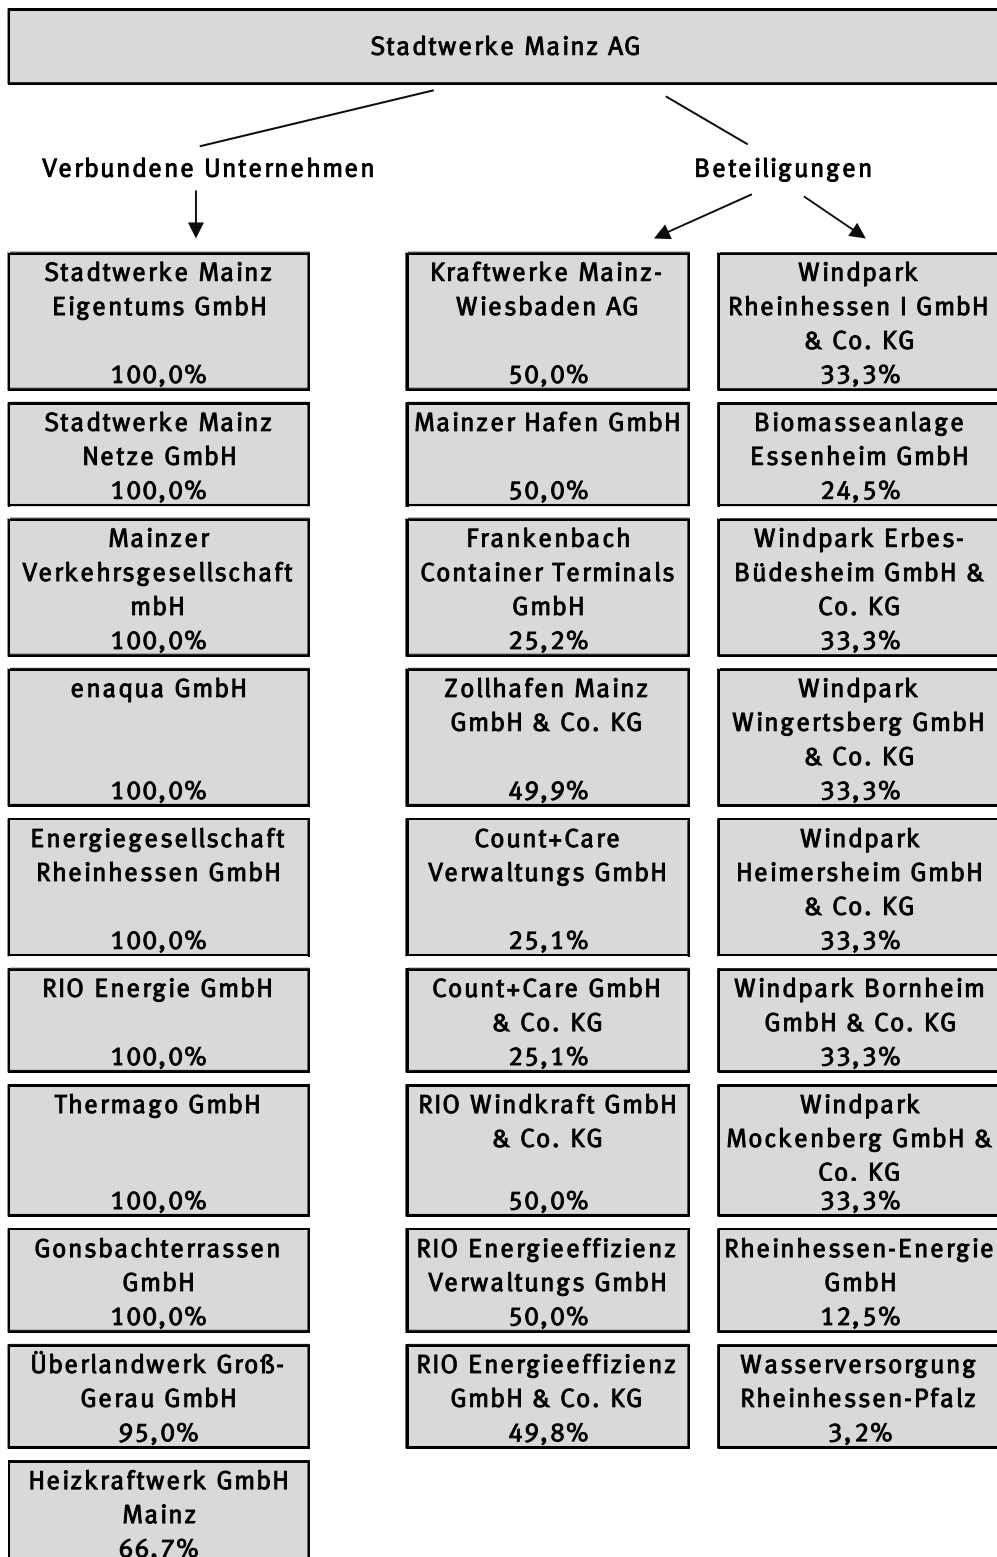 Stadtwerke Mainz AG
Verbundene Unternehmen
Beteiligungen
Stadtwerke Mainz
Eigentums GmbH
100,0%
Stadtwerke Mainz
Netze GmbH
100,0%
Mainzer
Verkehrsgesellschaft
mbH
100,0%
enaqua GmbH
100,0%
Energiegesellschaft
Rheinhessen GmbH
100,0%
RIO Energie GmbH
100,0%
Thermago GmbH
100,0%
Gonsbachterrassen
GmbH
100,0%
Überlandwerk Groß-
Gerau GmbH
95,0%
Heizkraftwerk GmbH
Mainz
66,7%
Kraftwerke Mainz-
Wiesbaden AG
50,0%
Mainzer Hafen GmbH
50,0%
Frankenbach
Container Terminals
GmbH
25,2%
Zollhafen Mainz
GmbH & Co. KG
49,9%
Count+Care
Verwaltungs GmbH
25,1%
Count+Care GmbH
& Co. KG
25,1%
RIO Windkraft GmbH
& Co. KG
50,0%
RIO Energieeffizienz
Verwaltungs GmbH
50,0%
RIO Energieeffizienz
GmbH & Co. KG
49,8%
Windpark
Rheinhessen I GmbH
& Co. KG
33,3%
Biomasseanlage
Essenheim GmbH
24,5%
Windpark Erbes-
Büdesheim GmbH &
Co. KG
33,3%
Windpark
Wingertsberg GmbH
& Co. KG
33,3%
Windpark
Heimersheim GmbH
& Co. KG
33,3%
Windpark Bornheim
GmbH & Co. KG
33,3%
Windpark
Mockenberg GmbH &
Co. KG
33,3%
Rheinhessen-Energie
GmbH
12,5%
Wasserversorgung
Rheinhessen-Pfalz
3,2%